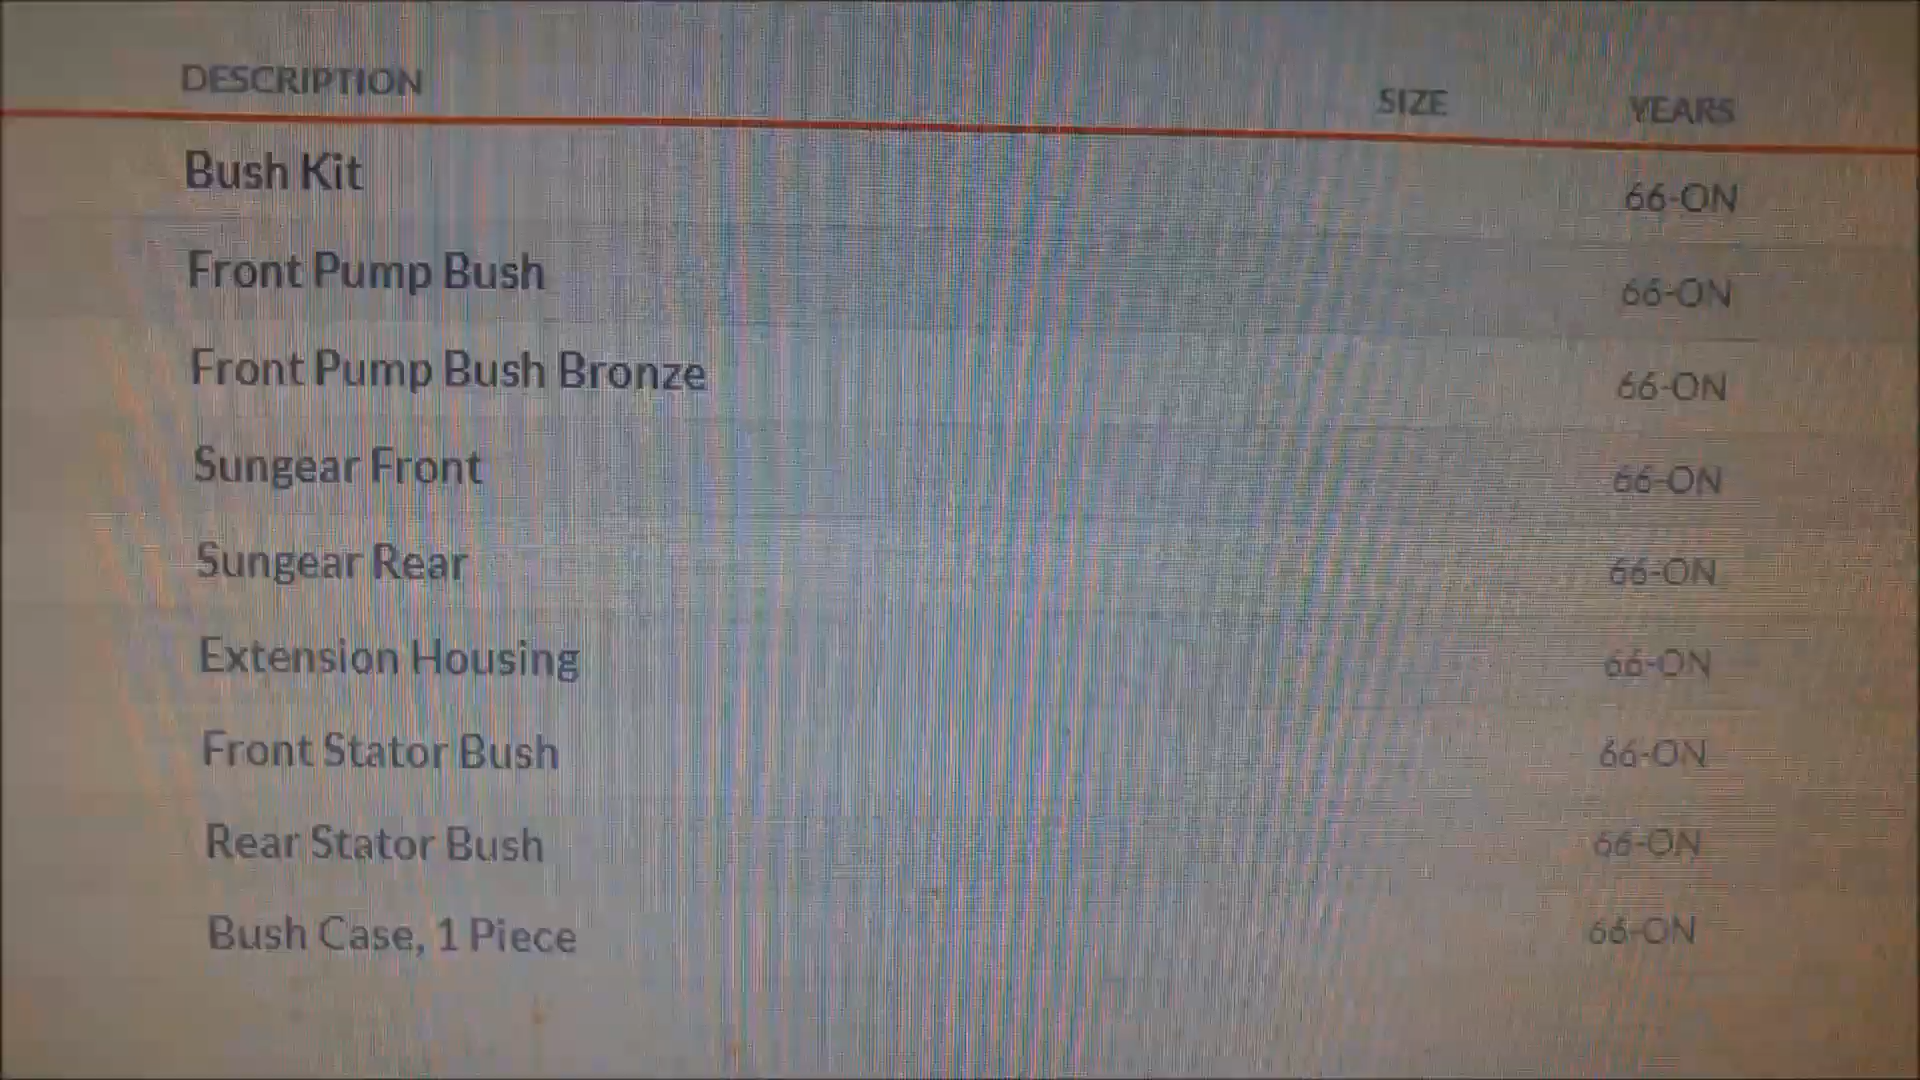 DESCRIPTION SIZE YEARS
Bush Kit 66-ON
Front Pump Bush 66-ON
Front Pump Bush Bronze 66-ON
Sungear Front 66-ON
Sungear Rear 66-ON
Extension Housing 66-ON
Front Stator Bush 66-ON
Rear Stator Bush 66-ON
Bush Case, 1 Piece 66-ON